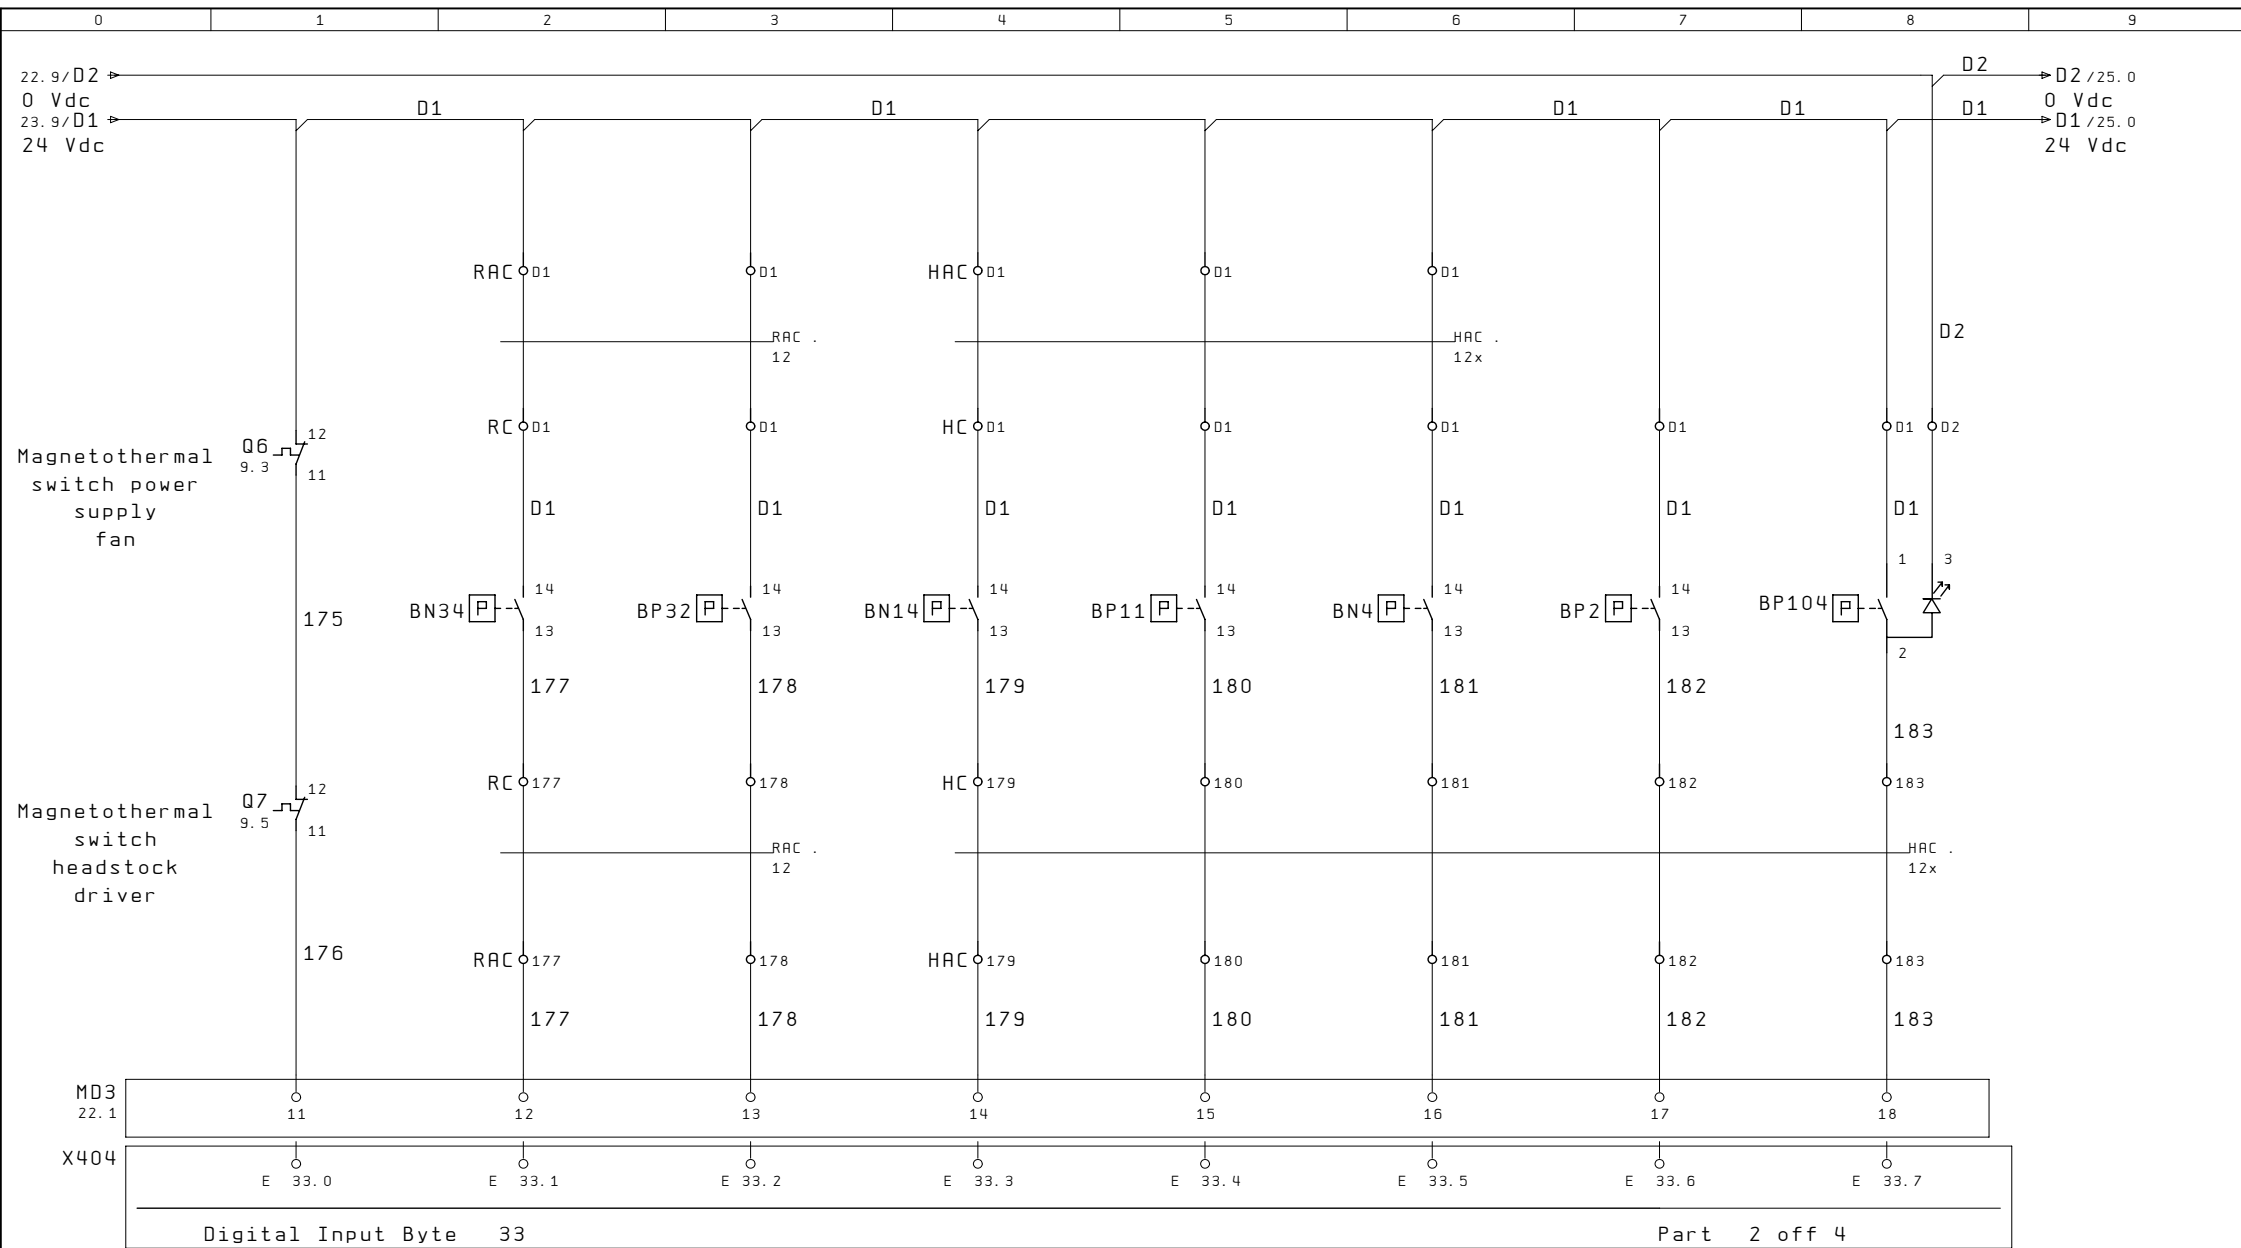 0 1 2 3 4 5 6 7 8 9
22.9/D2
D2
D2 /25.0
0 Vdc
0 Vdc
23.9/D1
D1 D1 D1 D1 D1
D1 /25.0
24 Vdc
24 Vdc
RAC D1 D1 HAC D1 D1 D1
D2
RAC .
12
HAC .
12x
RC D1 D1 HC D1 D1 D1 D1 D1 D2
Magnetothermal
switch power
supply
fan
Q6
9.3
12
11
D1 D1 D1 D1 D1 D1 D1
175
BN34 P 14
13
BP32 P 14
13
BN14 P 14
13
BP11 P 14
13
BN4 P 14
13
BP2 P 14
13
BP104 P 1 3
2
177 178 179 180 181 182
183
RC 177 178 HC 179 180 181 182 183
Magnetothermal
switch
headstock
driver
Q7
9.5
12
11
RAC .
12
HAC .
12x
176
RAC 177 178 HAC 179 180 181 182 183
177 178 179 180 181 182 183
MD3
22.1
11 12 13 14 15 16 17 18
X404
E 33.0 E 33.1 E 33.2 E 33.3 E 33.4 E 33.5 E 33.6 E 33.7
Digital Input Byte 33
Part 2 off 4